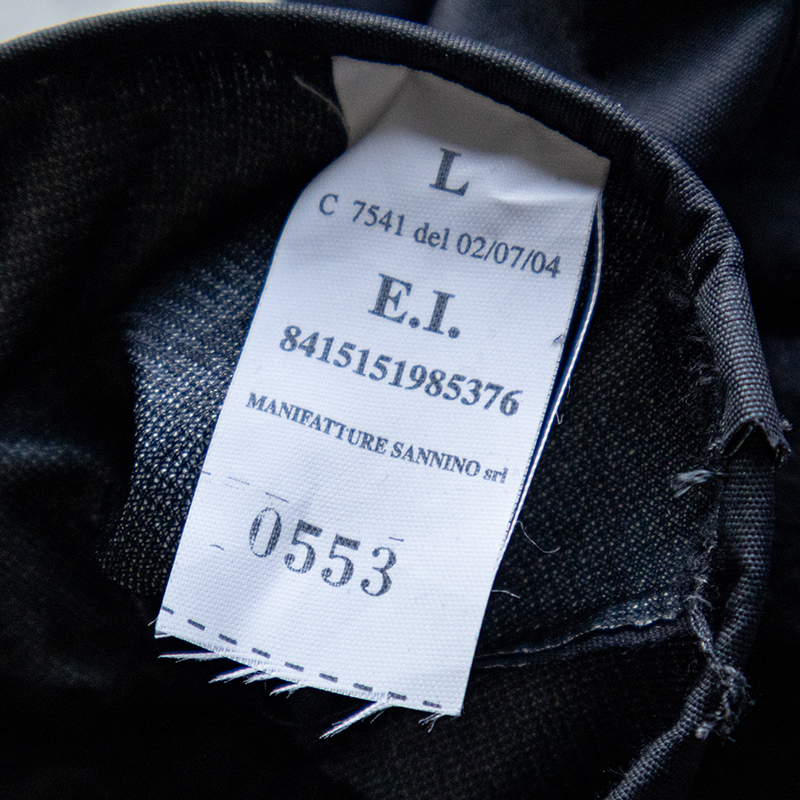 L
C 7541 del 02/07/04
E.I.
8415151985376
MANIFATTURE SANNINO srl
0553